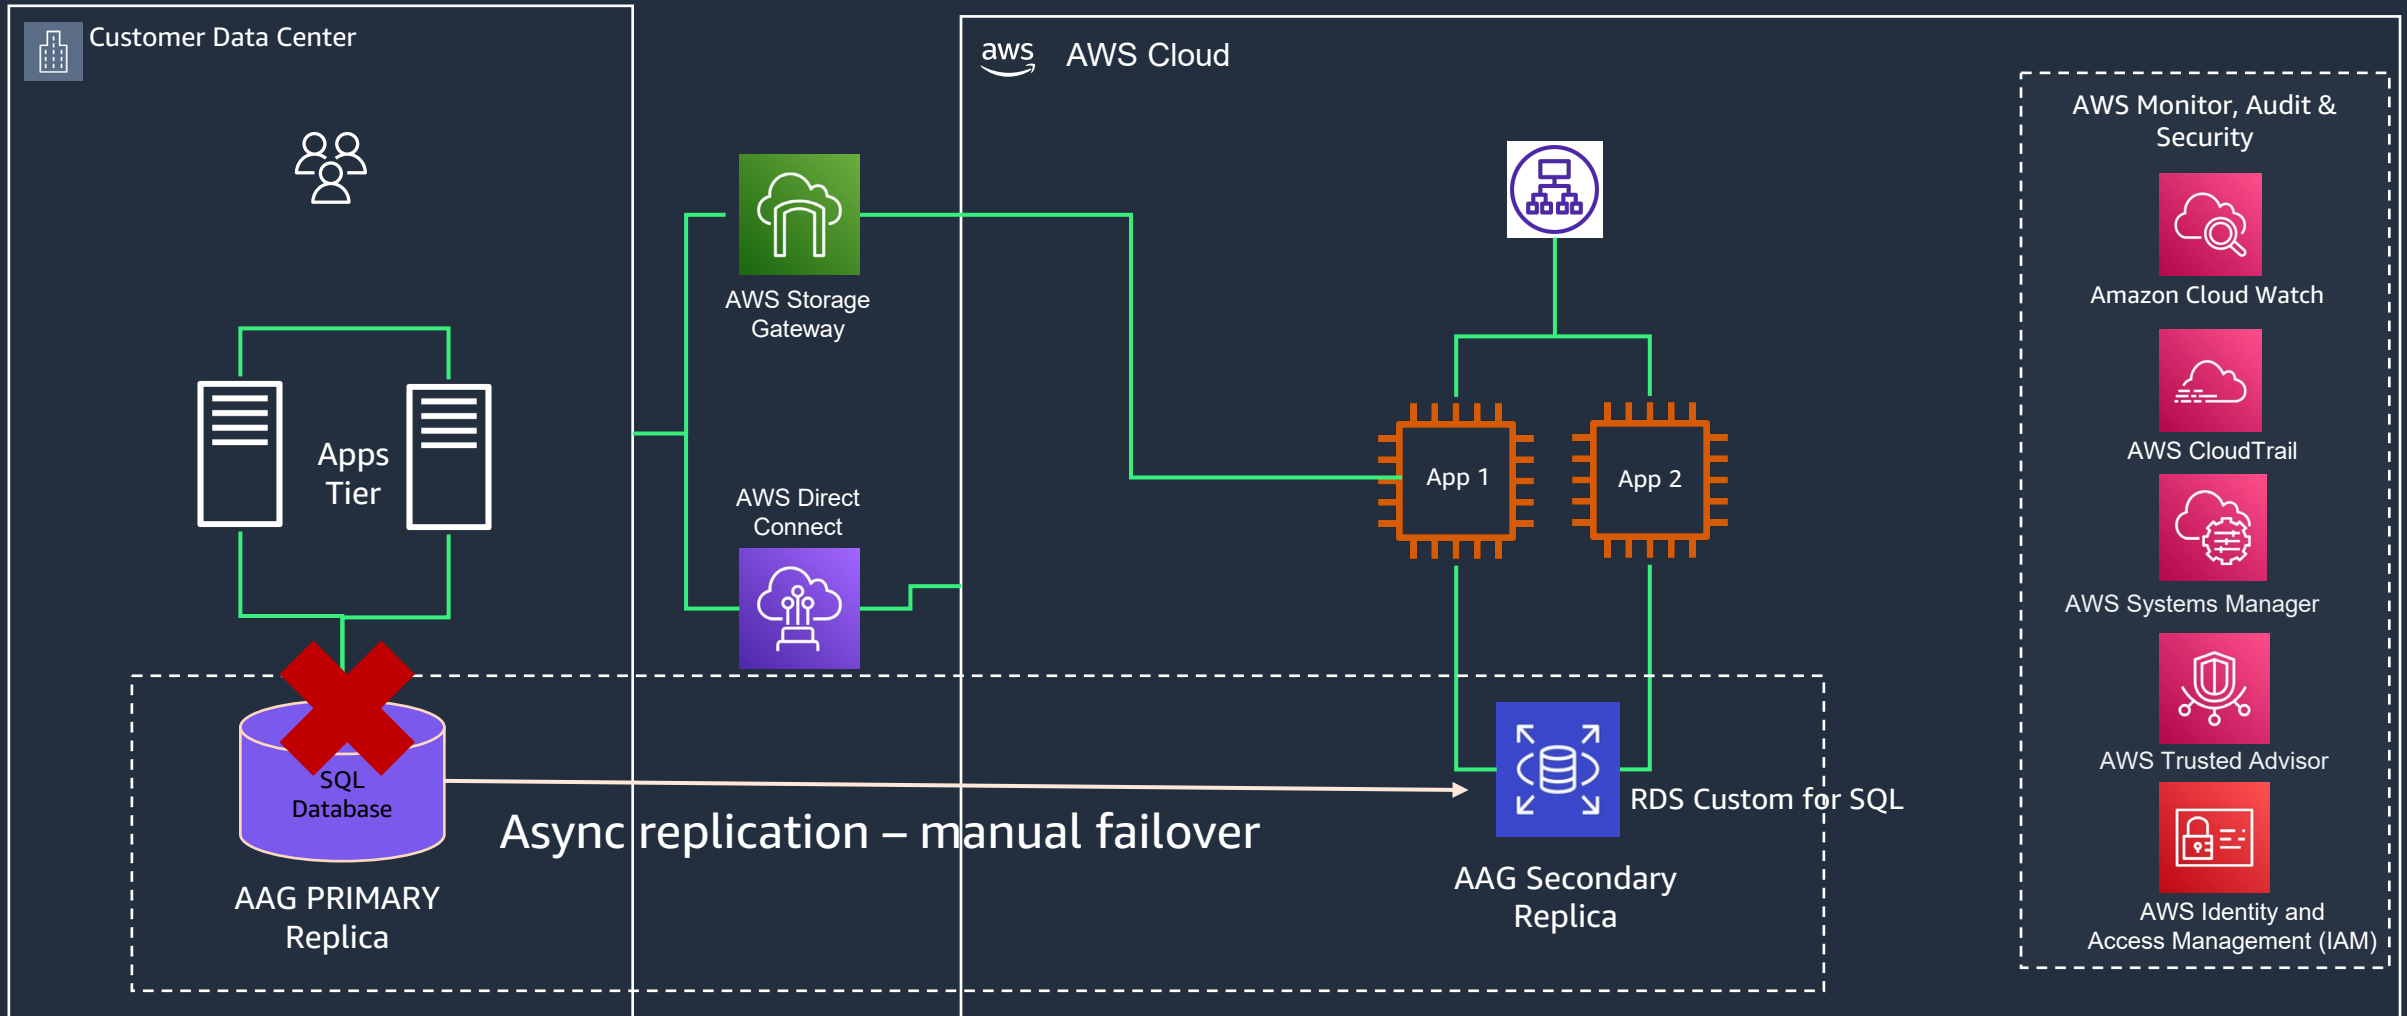 Customer Data Center
aws
AWS Cloud
AWS Monitor, Audit &
Security
Amazon Cloud Watch
AWS Storage
Gateway
AWS CloudTrail
Apps
Tier
App 1
App 2
AWS Direct
Connect
AWS Systems Manager
AWS Trusted Advisor
SQL
Database
RDS Custom for SQL
Async replication – manual failover
AAG PRIMARY
Replica
AAG Secondary
Replica
AWS Identity and
Access Management (IAM)